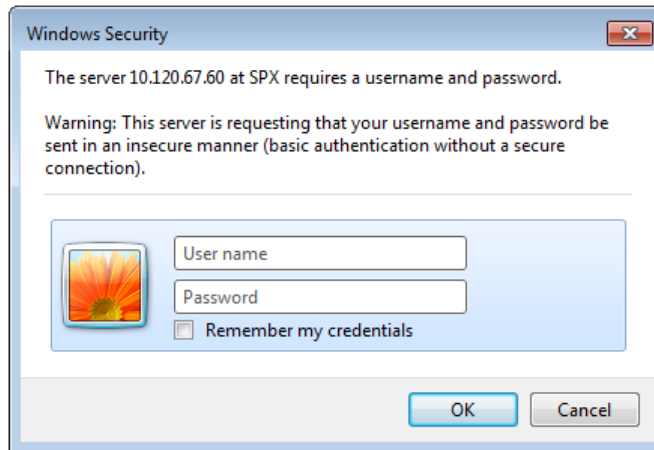 Windows Security
The server 10.120.67.60 at SPX requires a username and password.
Warning: This server is requesting that your username and password be
sent in an insecure manner (basic authentication without a secure
connection).
User name
Password
Remember my credentials
OK
Cancel